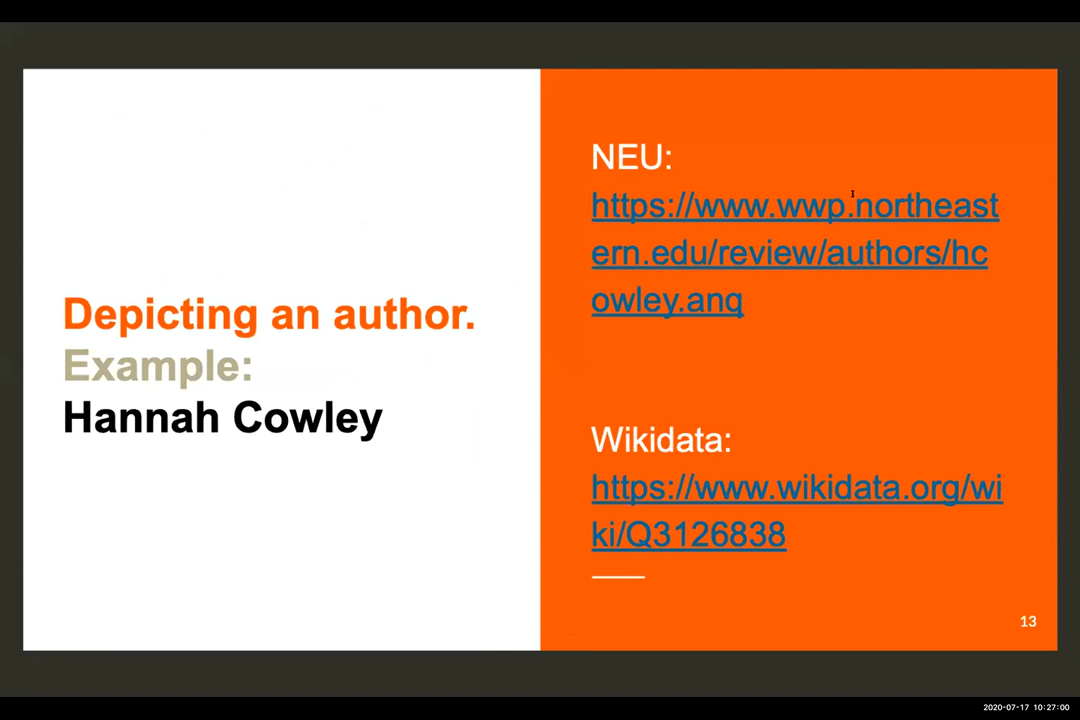 Depicting an author.
Example:
Hannah Cowley
NEU:
https://www.wwp.northeast
ern.edu/review/authors/hc
owley.anq
Wikidata:
https://www.wikidata.org/wi
ki/Q3126838
13
2020-07-17 10:27:00